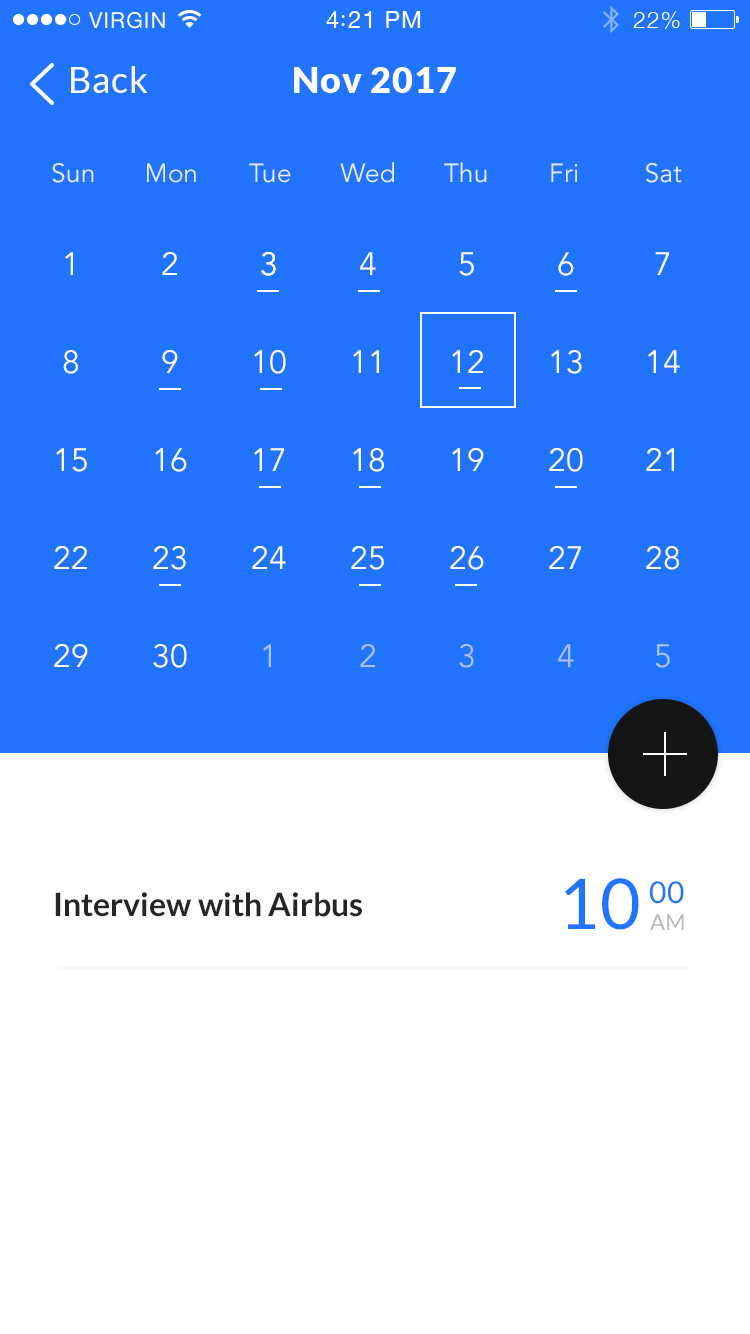 VIRGIN 4:21 PM 22%
Back Nov 2017
Sun Mon Tue Wed Thu Fri Sat
1 2 3 4 5 6 7
8 9 10 11 12 13 14
15 16 17 18 19 20 21
22 23 24 25 26 27 28
29 30 1 2 3 4 5
Interview with Airbus 10 00 AM